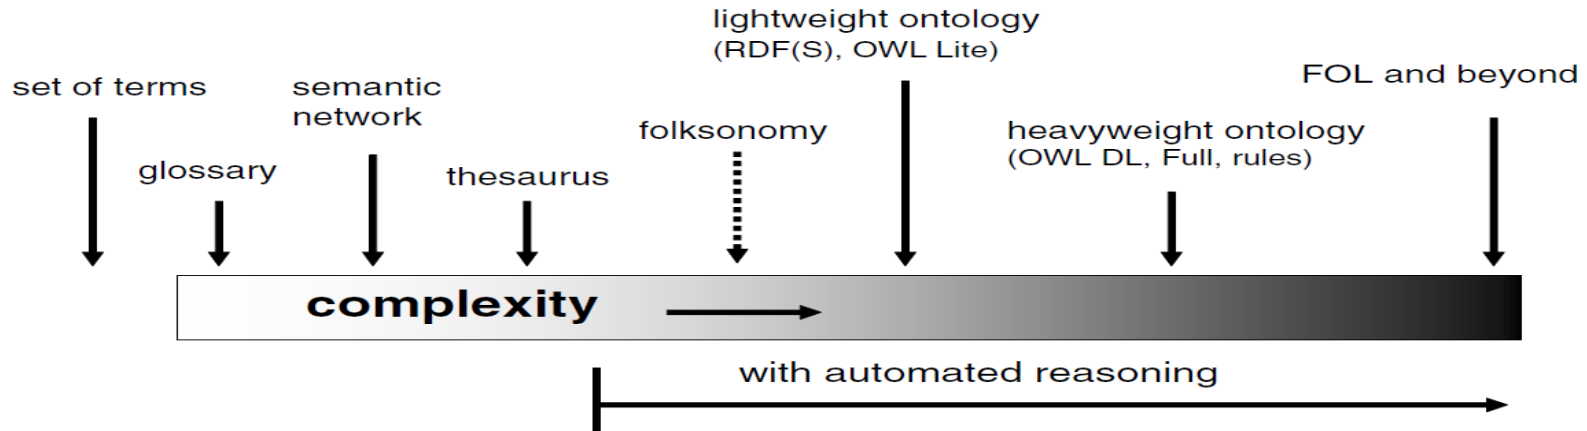 lightweight ontology
(RDF(S), OWL Lite)
set of terms
semantic
network
FOL and beyond
glossary
thesaurus
folksonomy
heavyweight ontology
(OWL DL, Full, rules)
complexity
with automated reasoning